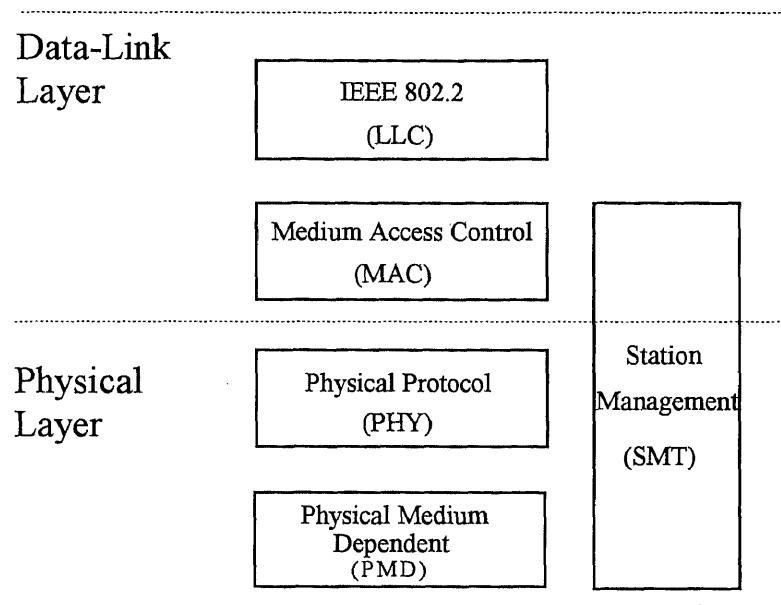 Data-Link
Layer
IEEE 802.2
(LLC)
Medium Access Control
(MAC)
Physical
Layer
Physical Protocol
(PHY)
Physical Medium
Dependent
(PMD)
Station
Management
(SMT)